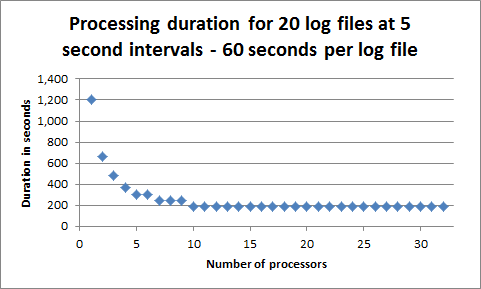 Processing duration for 20 log files at 5
second intervals - 60 seconds per log file
1,400
1,200
1,000
800
600
400
200
0
Duration in seconds
0 5 10 15 20 25 30
Number of processors